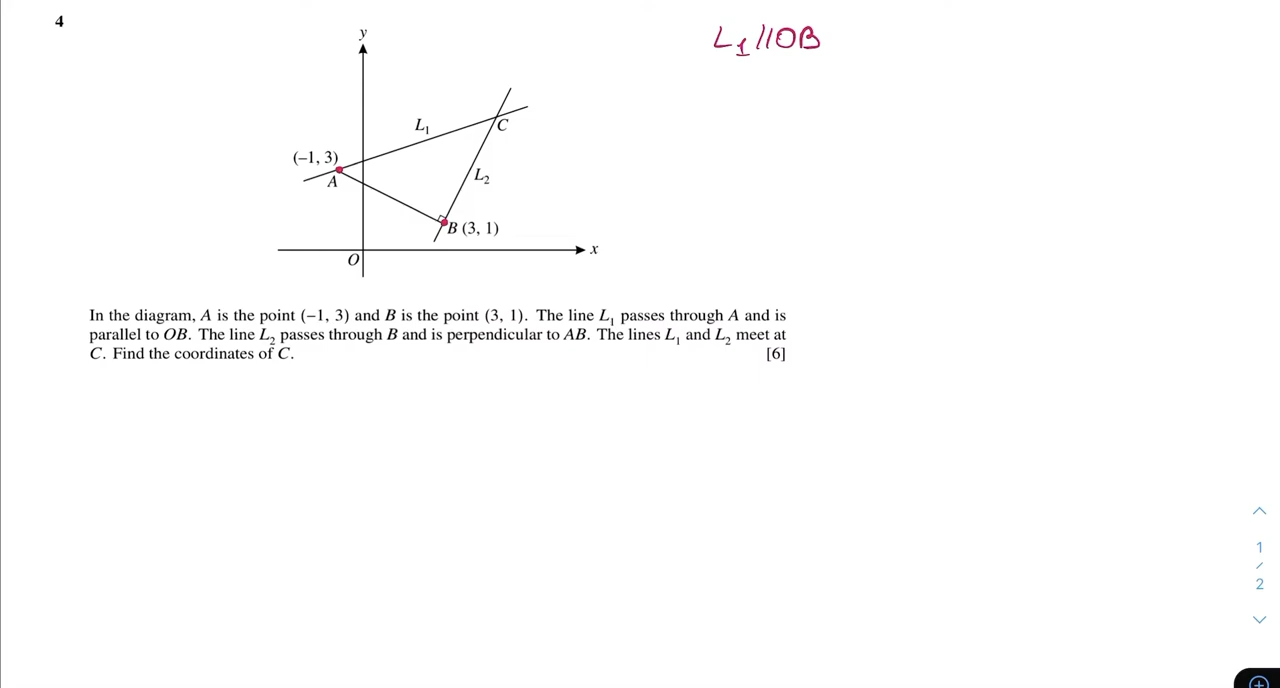 4
L₁//OB
y
L₁
C
(−1, 3)
A
L₂
B (3, 1)
O
x
In the diagram, A is the point (−1, 3) and B is the point (3, 1). The line L₁ passes through A and is
parallel to OB. The line L₂ passes through B and is perpendicular to AB. The lines L₁ and L₂ meet at
C. Find the coordinates of C. [6]
1
/
2